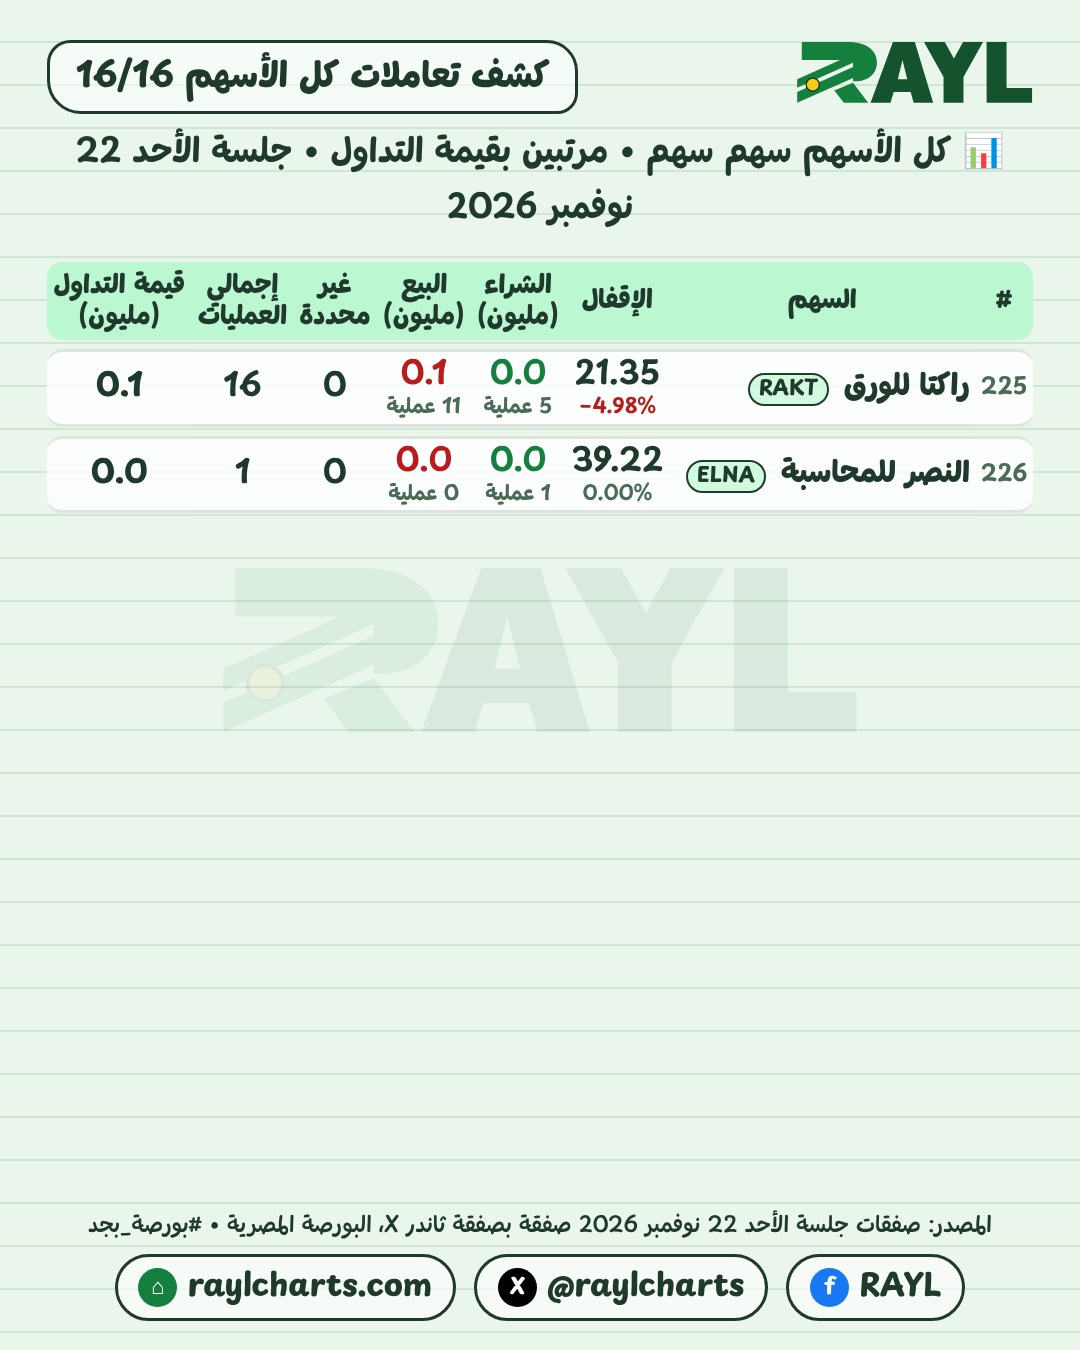 RAYL
كشف تعاملات كل الأسهم 16/16
📊 كل الأسهم سهم سهم • مرتبين بقيمة التداول • جلسة الأحد 22
نوفمبر 2026
# السهم الإقفال الشراء (مليون) البيع (مليون) غير محددة إجمالي العمليات قيمة التداول (مليون)
225 راكتا للورق RAKT 21.35 0.0 0.1 0 16 0.1
−4.98% 5 عملية 11 عملية
226 النصر للمحاسبة ELNA 39.22 0.0 0.0 0 1 0.0
0.00% 1 عملية 0 عملية
RAYL
المصدر: صفقات جلسة الأحد 22 نوفمبر 2026 صفقة بصفقة ثاندر X، البورصة المصرية • #بورصة_بجد
raylcharts.com @raylcharts RAYL